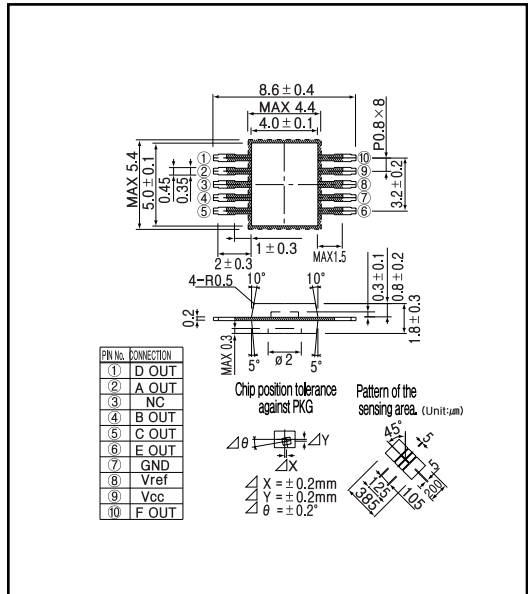 8.6±0.4
MAX 4.4
4.0±0.1
P0.8×8
MAX 5.4
5.0±0.1
0.45
0.35
① ⑩
② ⑨
③ ⑧
④ ⑦
⑤ ⑥
3.2±0.2
1±0.3
2±0.3
MAX1.5
4-R0.5
10°
10°
0.3±0.1
0.8±0.2
1.8±0.3
0.2
MAX 0.3
5°
ø2
5°
PIN No. CONNECTION
① D OUT
② A OUT
③ NC
④ B OUT
⑤ C OUT
⑥ E OUT
⑦ GND
⑧ Vref
⑨ Vcc
⑩ F OUT
Chip position tolerance
against PKG
⊿θ
⊿Y
⊿X
⊿ X = ±0.2mm
⊿ Y = ±0.2mm
⊿ θ = ±0.2°
Pattern of the
sensing area. (Unit:µm)
45°
5
5
125
385
105
200